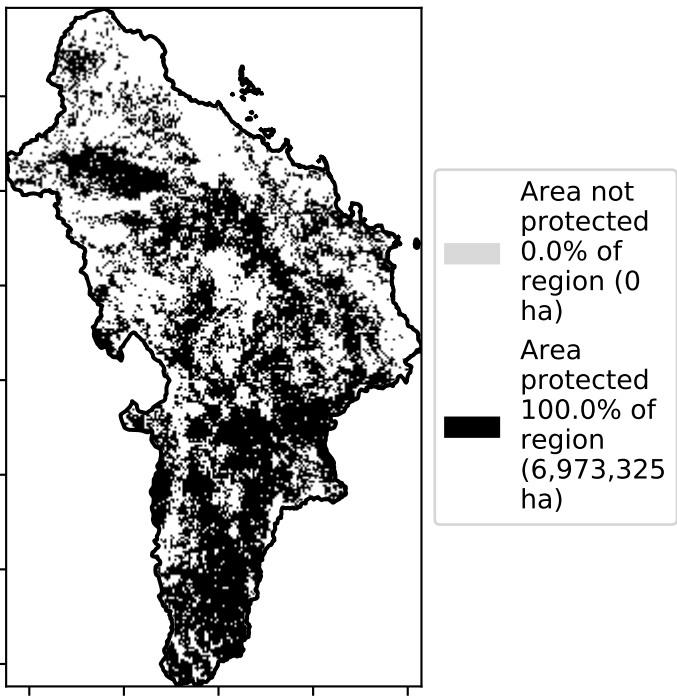 Area not
protected
0.0% of
region (0
ha)
Area
protected
100.0% of
region
(6,973,325
ha)